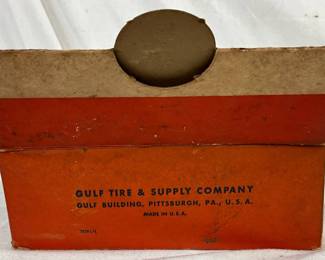 GULF TIRE & SUPPLY COMPANY
GULF BUILDING, PITTSBURGH, PA., U. S. A.
MADE IN U.S.A.